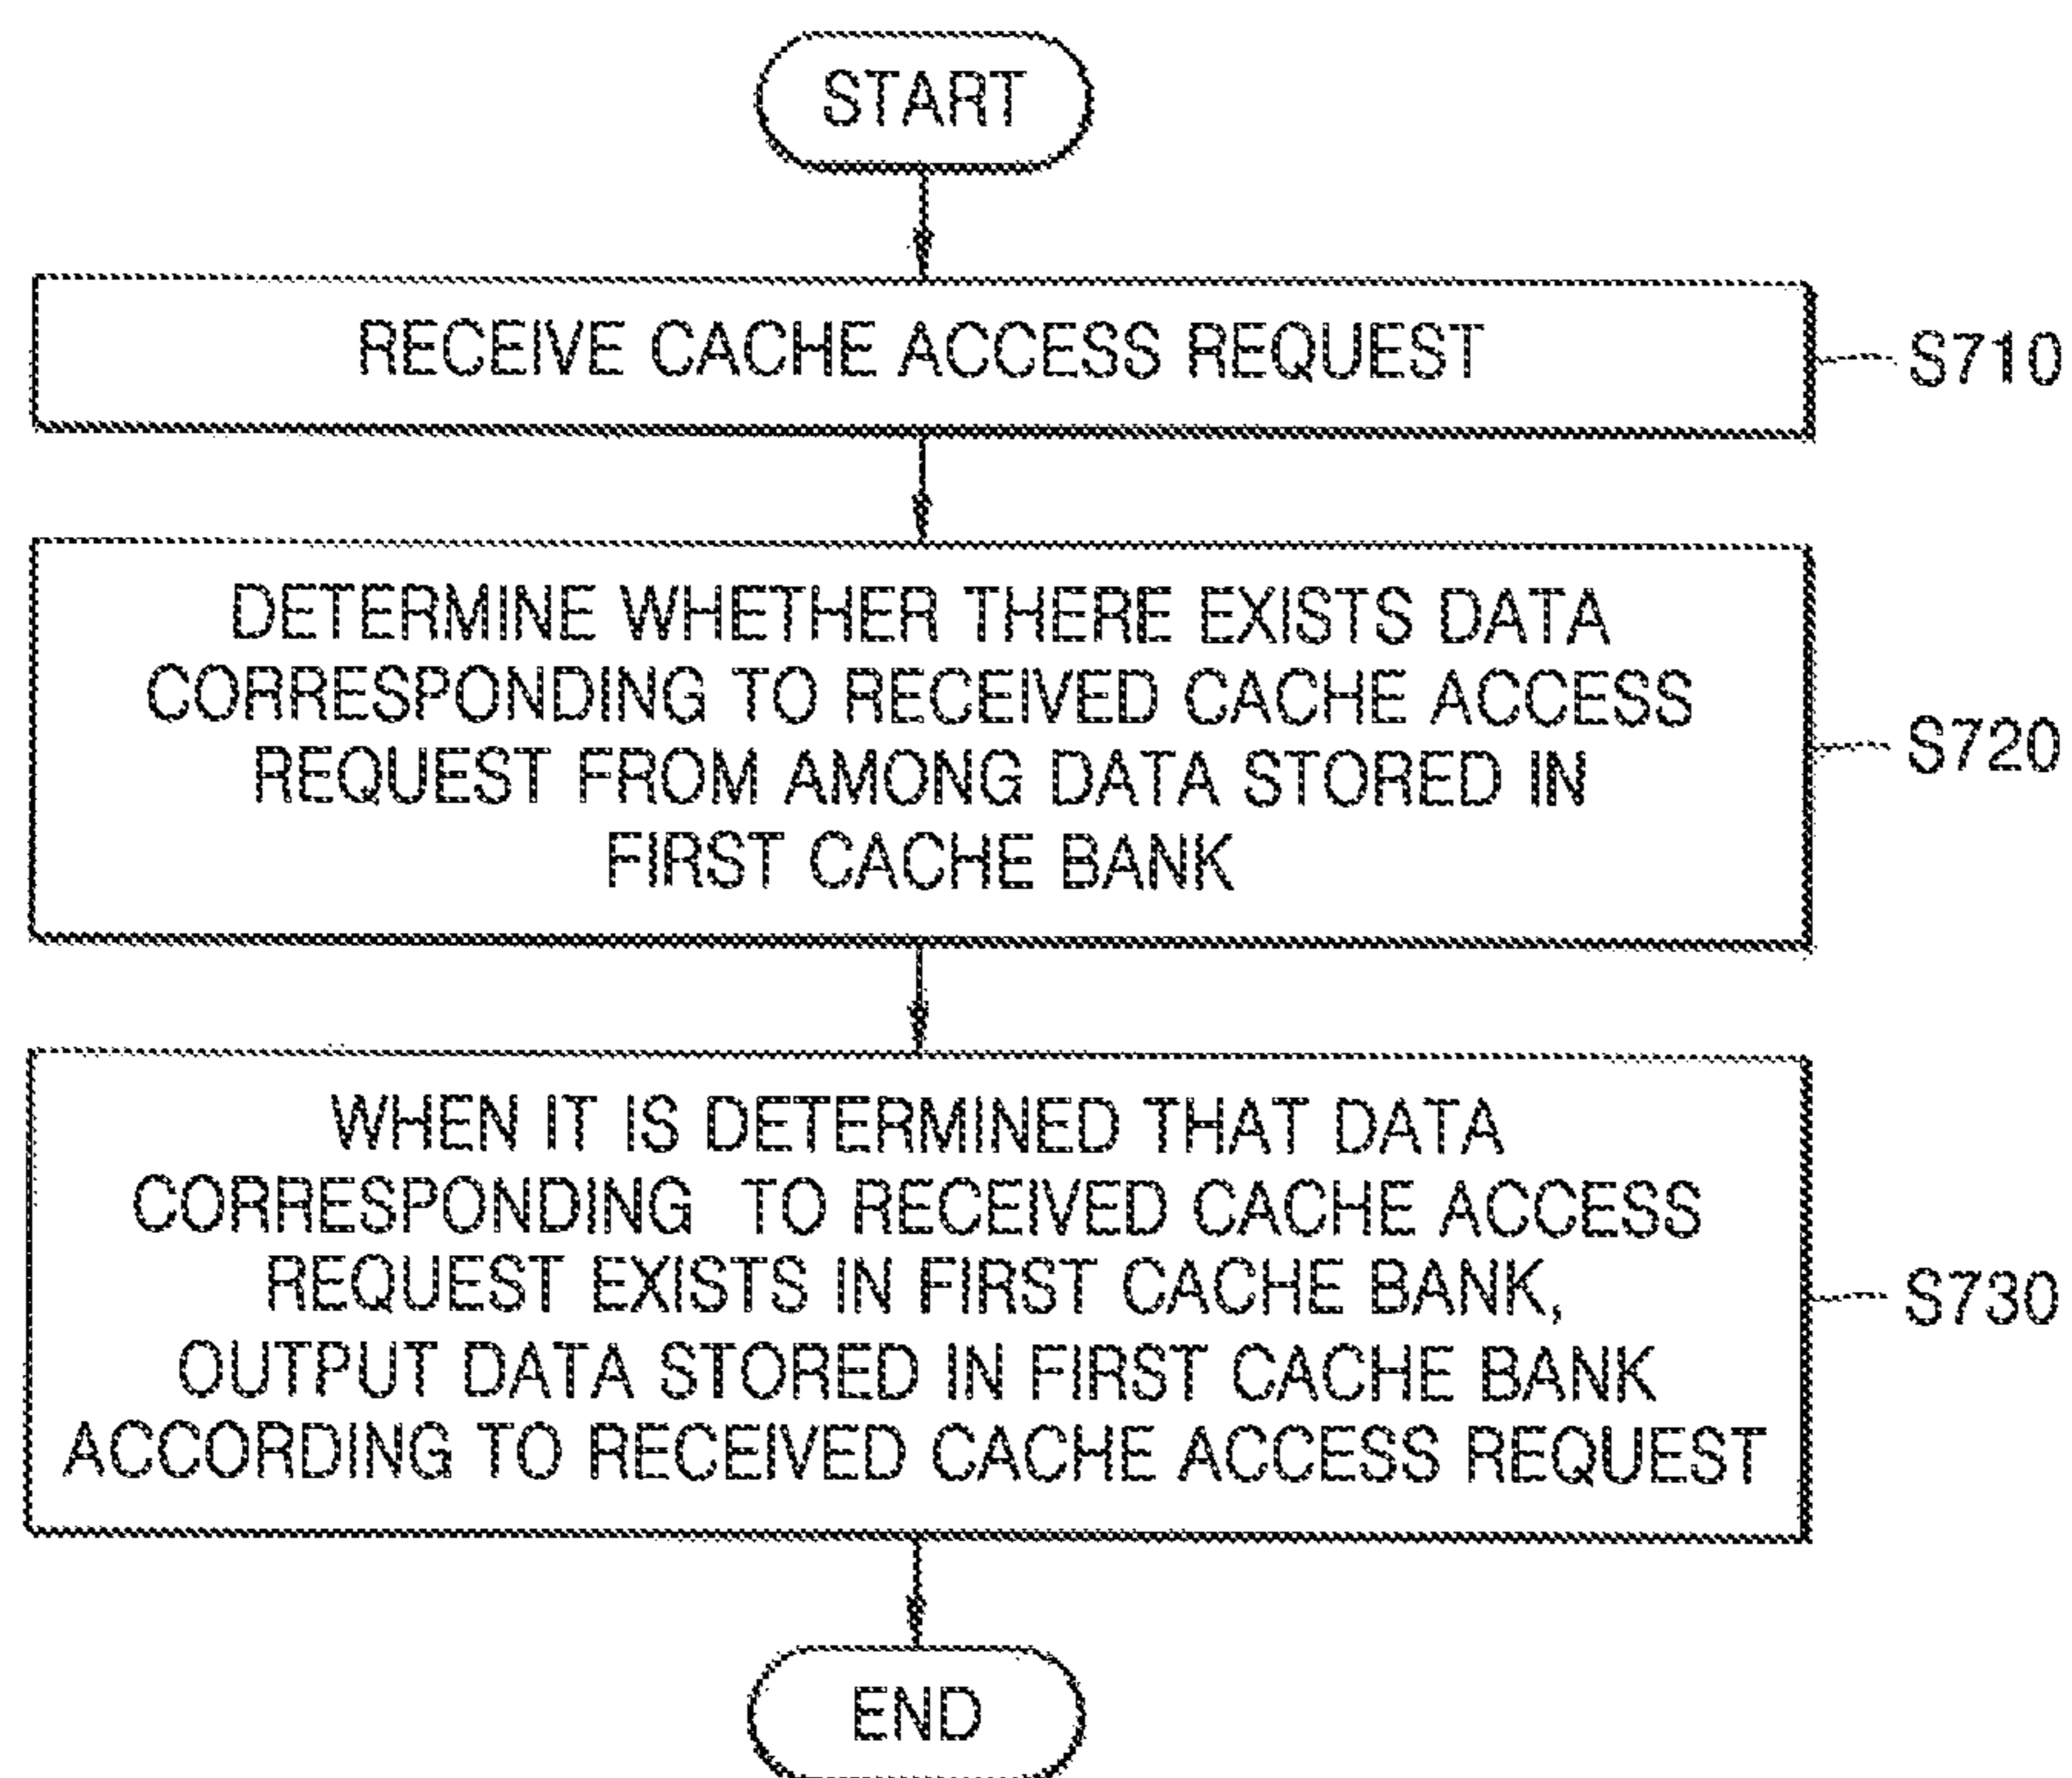 START
RECEIVE CACHE ACCESS REQUEST
S710
DETERMINE WHETHER THERE EXISTS DATA
CORRESPONDING TO RECEIVED CACHE ACCESS
REQUEST FROM AMONG DATA STORED IN
FIRST CACHE BANK
S720
WHEN IT IS DETERMINED THAT DATA
CORRESPONDING TO RECEIVED CACHE ACCESS
REQUEST EXISTS IN FIRST CACHE BANK,
OUTPUT DATA STORED IN FIRST CACHE BANK
ACCORDING TO RECEIVED CACHE ACCESS REQUEST
S730
END